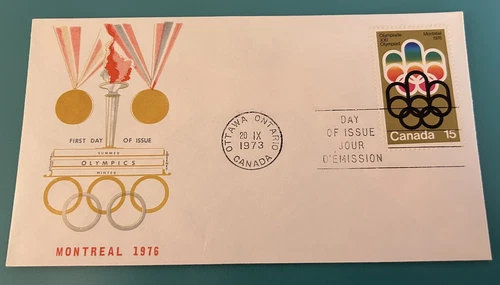 FIRST DAY OF ISSUE
SUMMER
OLYMPICS
WINTER
MONTREAL 1976
OTTAWA ONTARIO
20 IX
1973
CANADA
DAY
OF ISSUE
JOUR
D'ÉMISSION
Olympiade Montréal
XXI 1976
Olympiad
Canada 15